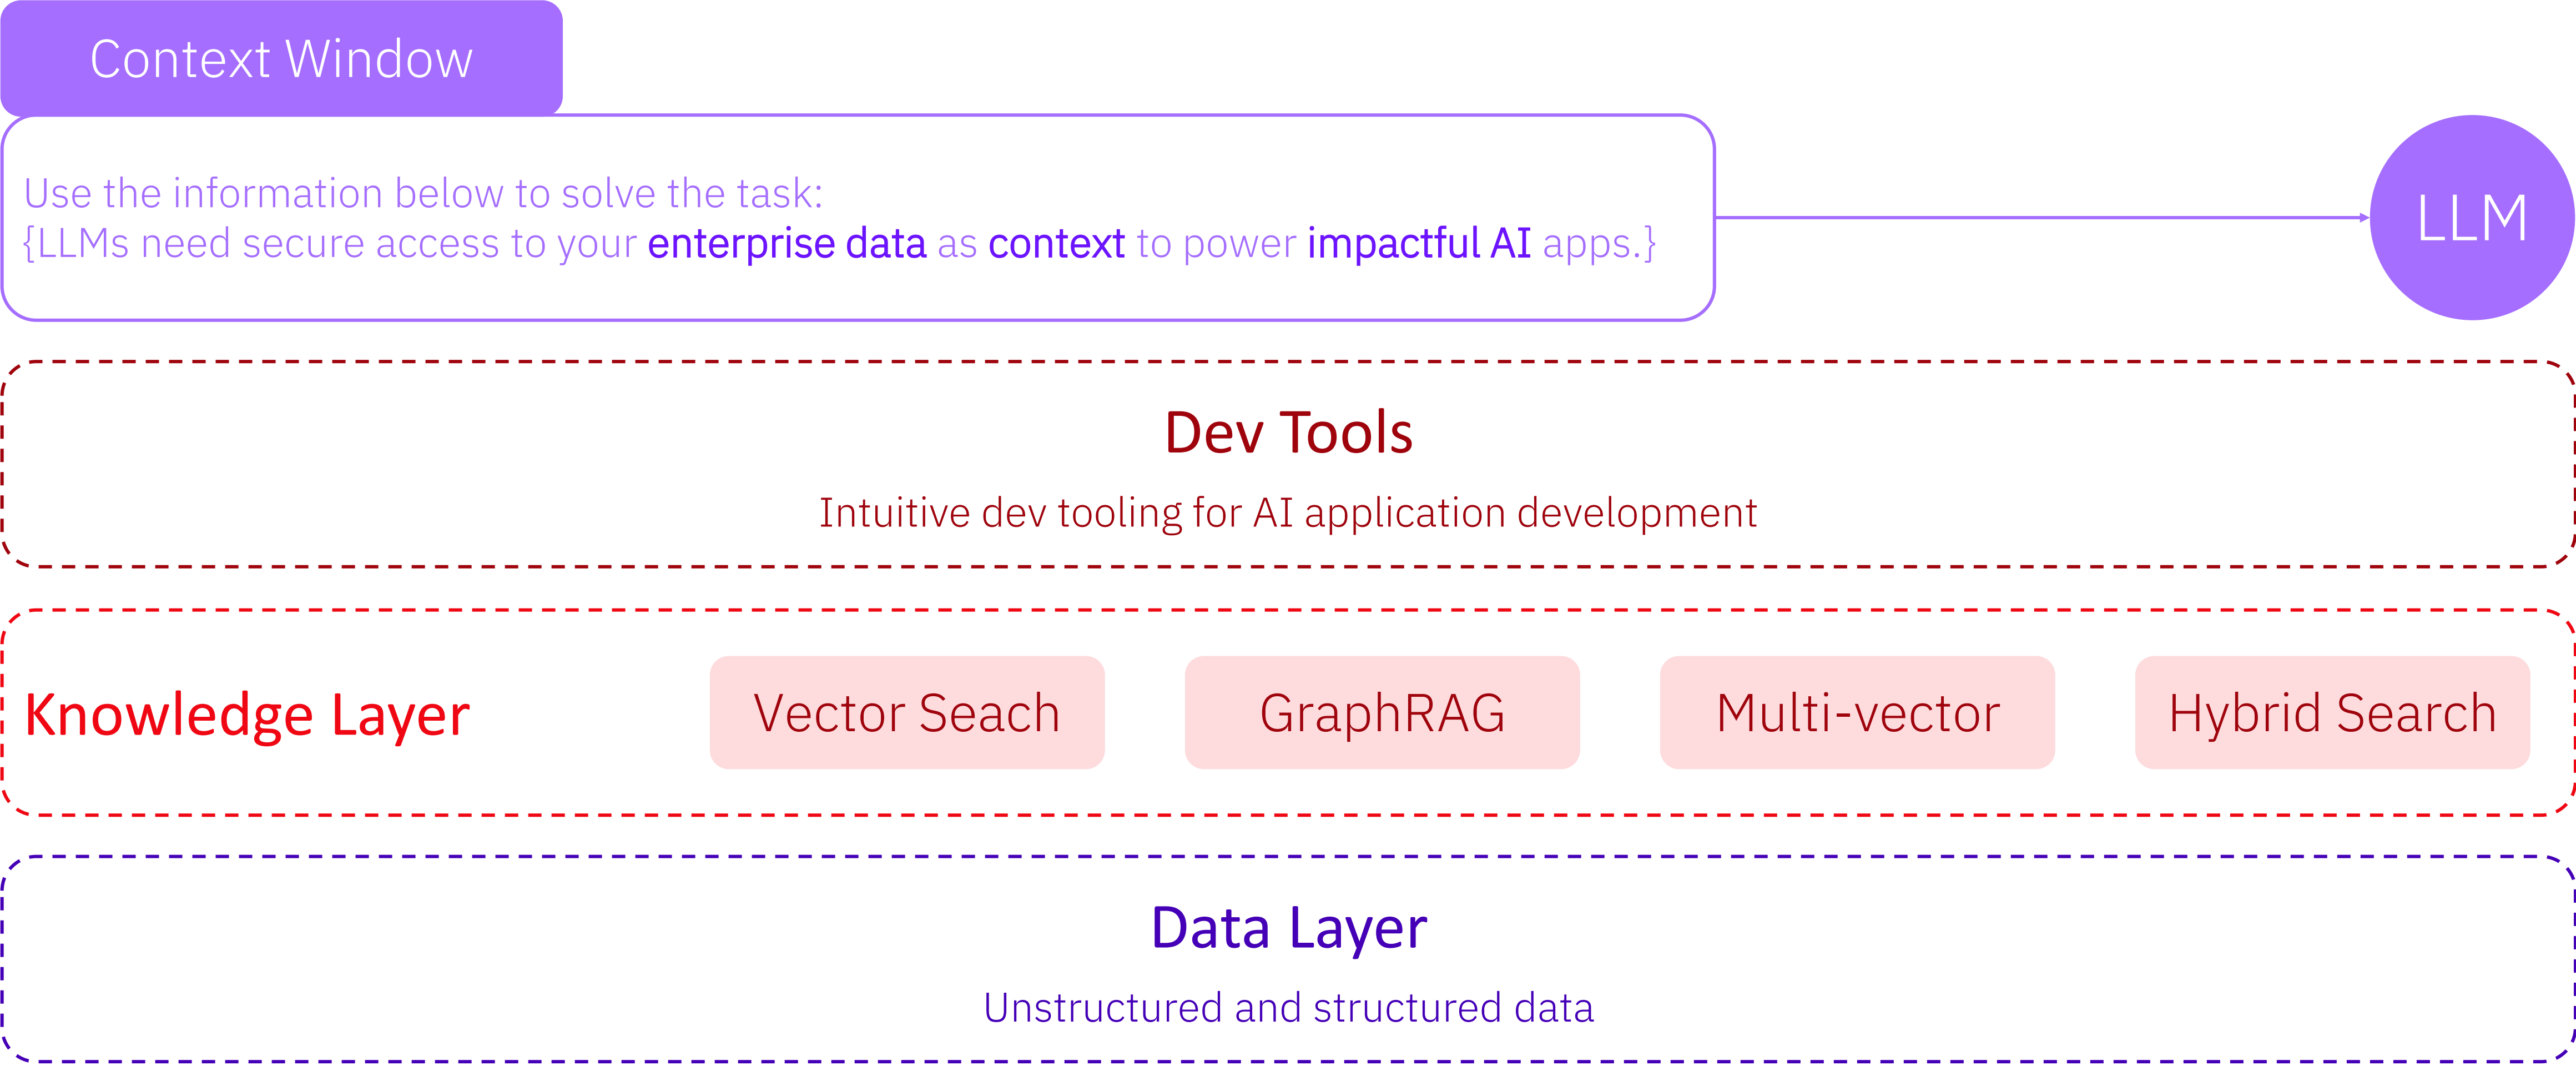 Context Window
Use the information below to solve the task:
{LLMs need secure access to your enterprise data as context to power impactful AI apps.}
LLM
Dev Tools
Intuitive dev tooling for AI application development
Knowledge Layer
Vector Seach
GraphRAG
Multi-vector
Hybrid Search
Data Layer
Unstructured and structured data